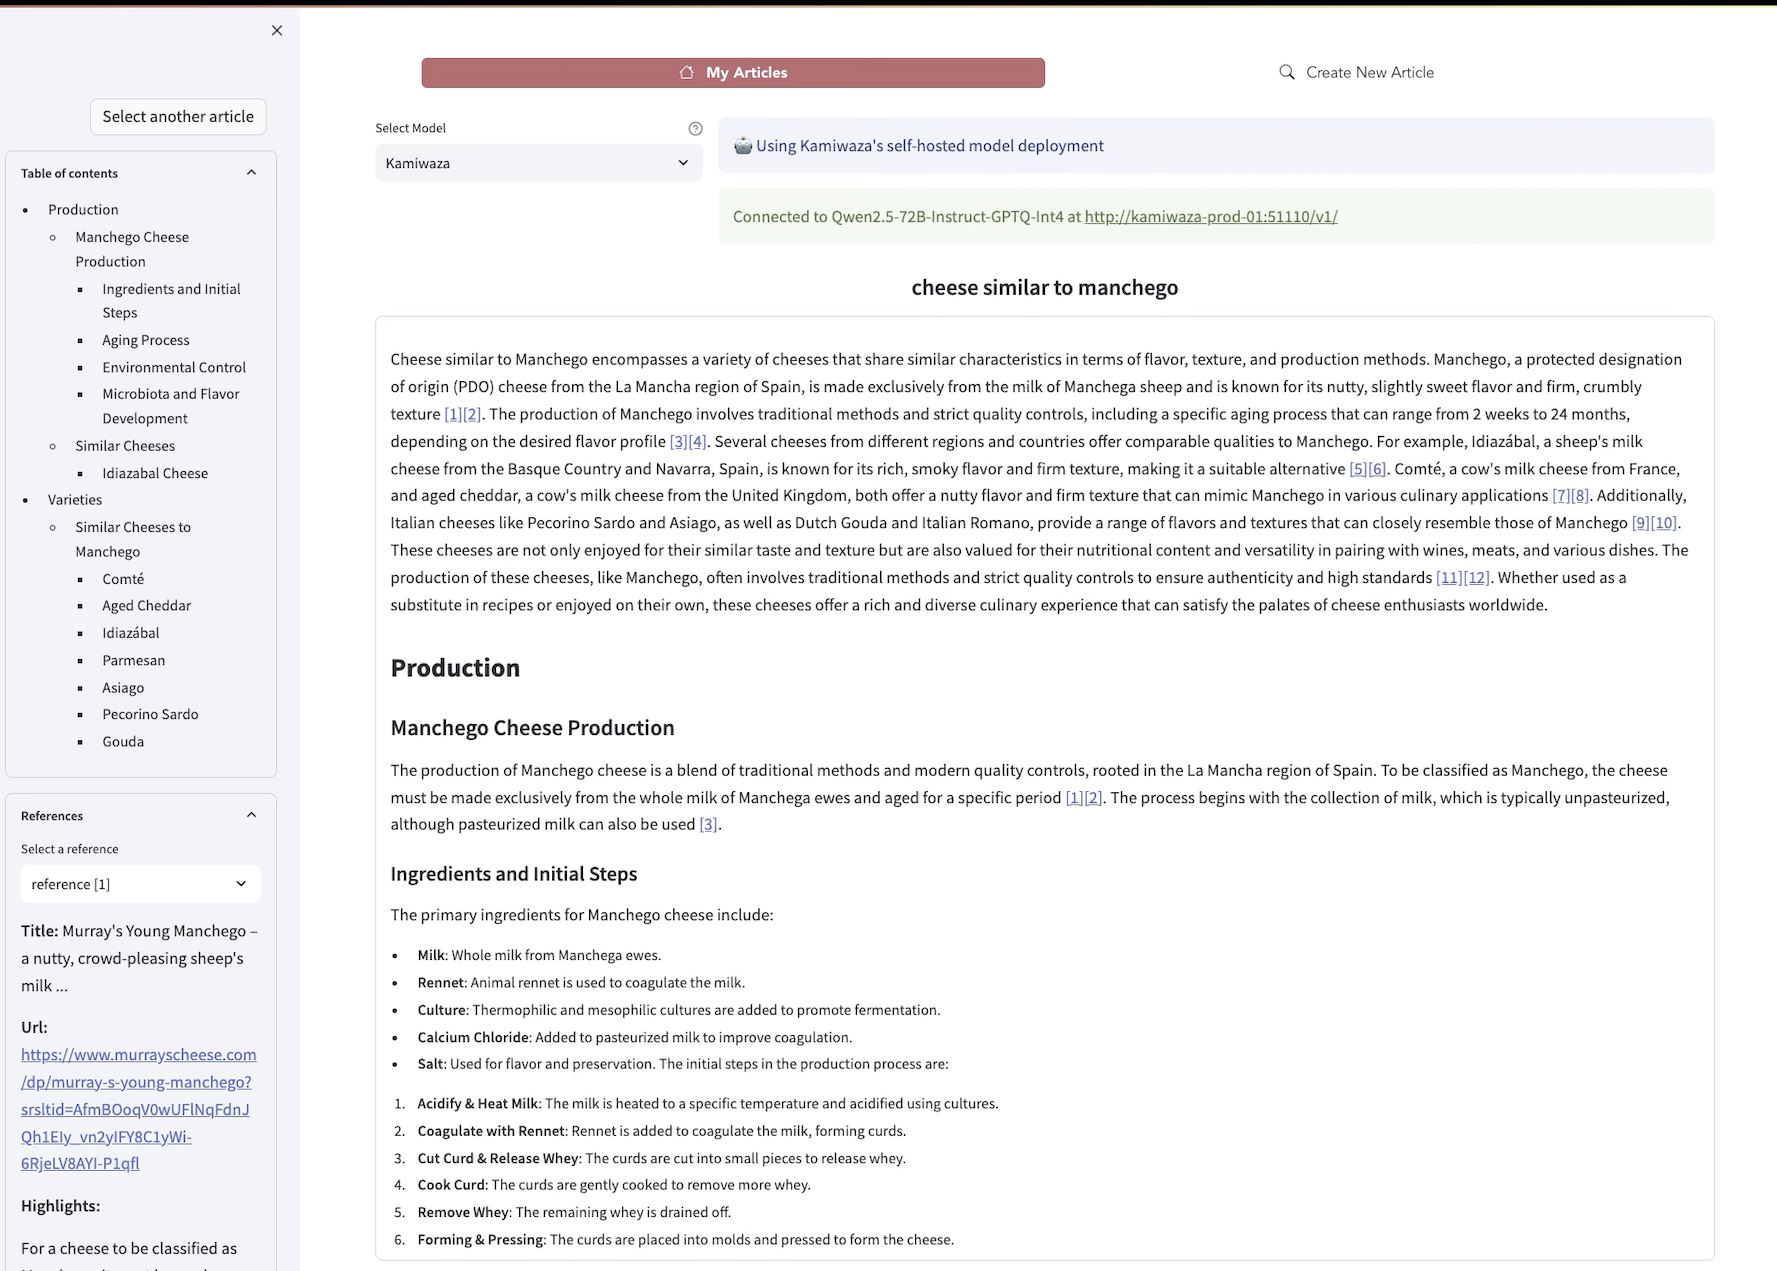 Select another article
Table of contents
Production
Manchego Cheese
Production
Ingredients and Initial
Steps
Aging Process
Environmental Control
Microbiota and Flavor
Development
Similar Cheeses
Idiazabal Cheese
Varieties
Similar Cheeses to
Manchego
Comté
Aged Cheddar
Idiazábal
Parmesan
Asiago
Pecorino Sardo
Gouda
References
Select a reference
reference [1]
Title: Murray's Young Manchego –
a nutty, crowd-pleasing sheep's
milk ...
Url:
https://www.murrayscheese.com
/dp/murray-s-young-manchego?
srsltid=AfmBOoqV0wUFlNqFdnJ
Qh1EIy_vn2yIFY8C1yWi-
6RjeLV8AYI-P1qfl
Highlights:
For a cheese to be classified as
My Articles
Create New Article
Select Model
Kamiwaza
Using Kamiwaza's self-hosted model deployment
Connected to Qwen2.5-72B-Instruct-GPTQ-Int4 at http://kamiwaza-prod-01:51110/v1/
cheese similar to manchego
Cheese similar to Manchego encompasses a variety of cheeses that share similar characteristics in terms of flavor, texture, and production methods. Manchego, a protected designation
of origin (PDO) cheese from the La Mancha region of Spain, is made exclusively from the milk of Manchega sheep and is known for its nutty, slightly sweet flavor and firm, crumbly
texture [1][2]. The production of Manchego involves traditional methods and strict quality controls, including a specific aging process that can range from 2 weeks to 24 months,
depending on the desired flavor profile [3][4]. Several cheeses from different regions and countries offer comparable qualities to Manchego. For example, Idiazábal, a sheep's milk
cheese from the Basque Country and Navarra, Spain, is known for its rich, smoky flavor and firm texture, making it a suitable alternative [5][6]. Comté, a cow's milk cheese from France,
and aged cheddar, a cow's milk cheese from the United Kingdom, both offer a nutty flavor and firm texture that can mimic Manchego in various culinary applications [7][8]. Additionally,
Italian cheeses like Pecorino Sardo and Asiago, as well as Dutch Gouda and Italian Romano, provide a range of flavors and textures that can closely resemble those of Manchego [9][10].
These cheeses are not only enjoyed for their similar taste and texture but are also valued for their nutritional content and versatility in pairing with wines, meats, and various dishes. The
production of these cheeses, like Manchego, often involves traditional methods and strict quality controls to ensure authenticity and high standards [11][12]. Whether used as a
substitute in recipes or enjoyed on their own, these cheeses offer a rich and diverse culinary experience that can satisfy the palates of cheese enthusiasts worldwide.
Production
Manchego Cheese Production
The production of Manchego cheese is a blend of traditional methods and modern quality controls, rooted in the La Mancha region of Spain. To be classified as Manchego, the cheese
must be made exclusively from the whole milk of Manchega ewes and aged for a specific period [1][2]. The process begins with the collection of milk, which is typically unpasteurized,
although pasteurized milk can also be used [3].
Ingredients and Initial Steps
The primary ingredients for Manchego cheese include:
Milk: Whole milk from Manchega ewes.
Rennet: Animal rennet is used to coagulate the milk.
Culture: Thermophilic and mesophilic cultures are added to promote fermentation.
Calcium Chloride: Added to pasteurized milk to improve coagulation.
Salt: Used for flavor and preservation. The initial steps in the production process are:
1. Acidify & Heat Milk: The milk is heated to a specific temperature and acidified using cultures.
2. Coagulate with Rennet: Rennet is added to coagulate the milk, forming curds.
3. Cut Curd & Release Whey: The curds are cut into small pieces to release whey.
4. Cook Curd: The curds are gently cooked to remove more whey.
5. Remove Whey: The remaining whey is drained off.
6. Forming & Pressing: The curds are placed into molds and pressed to form the cheese.